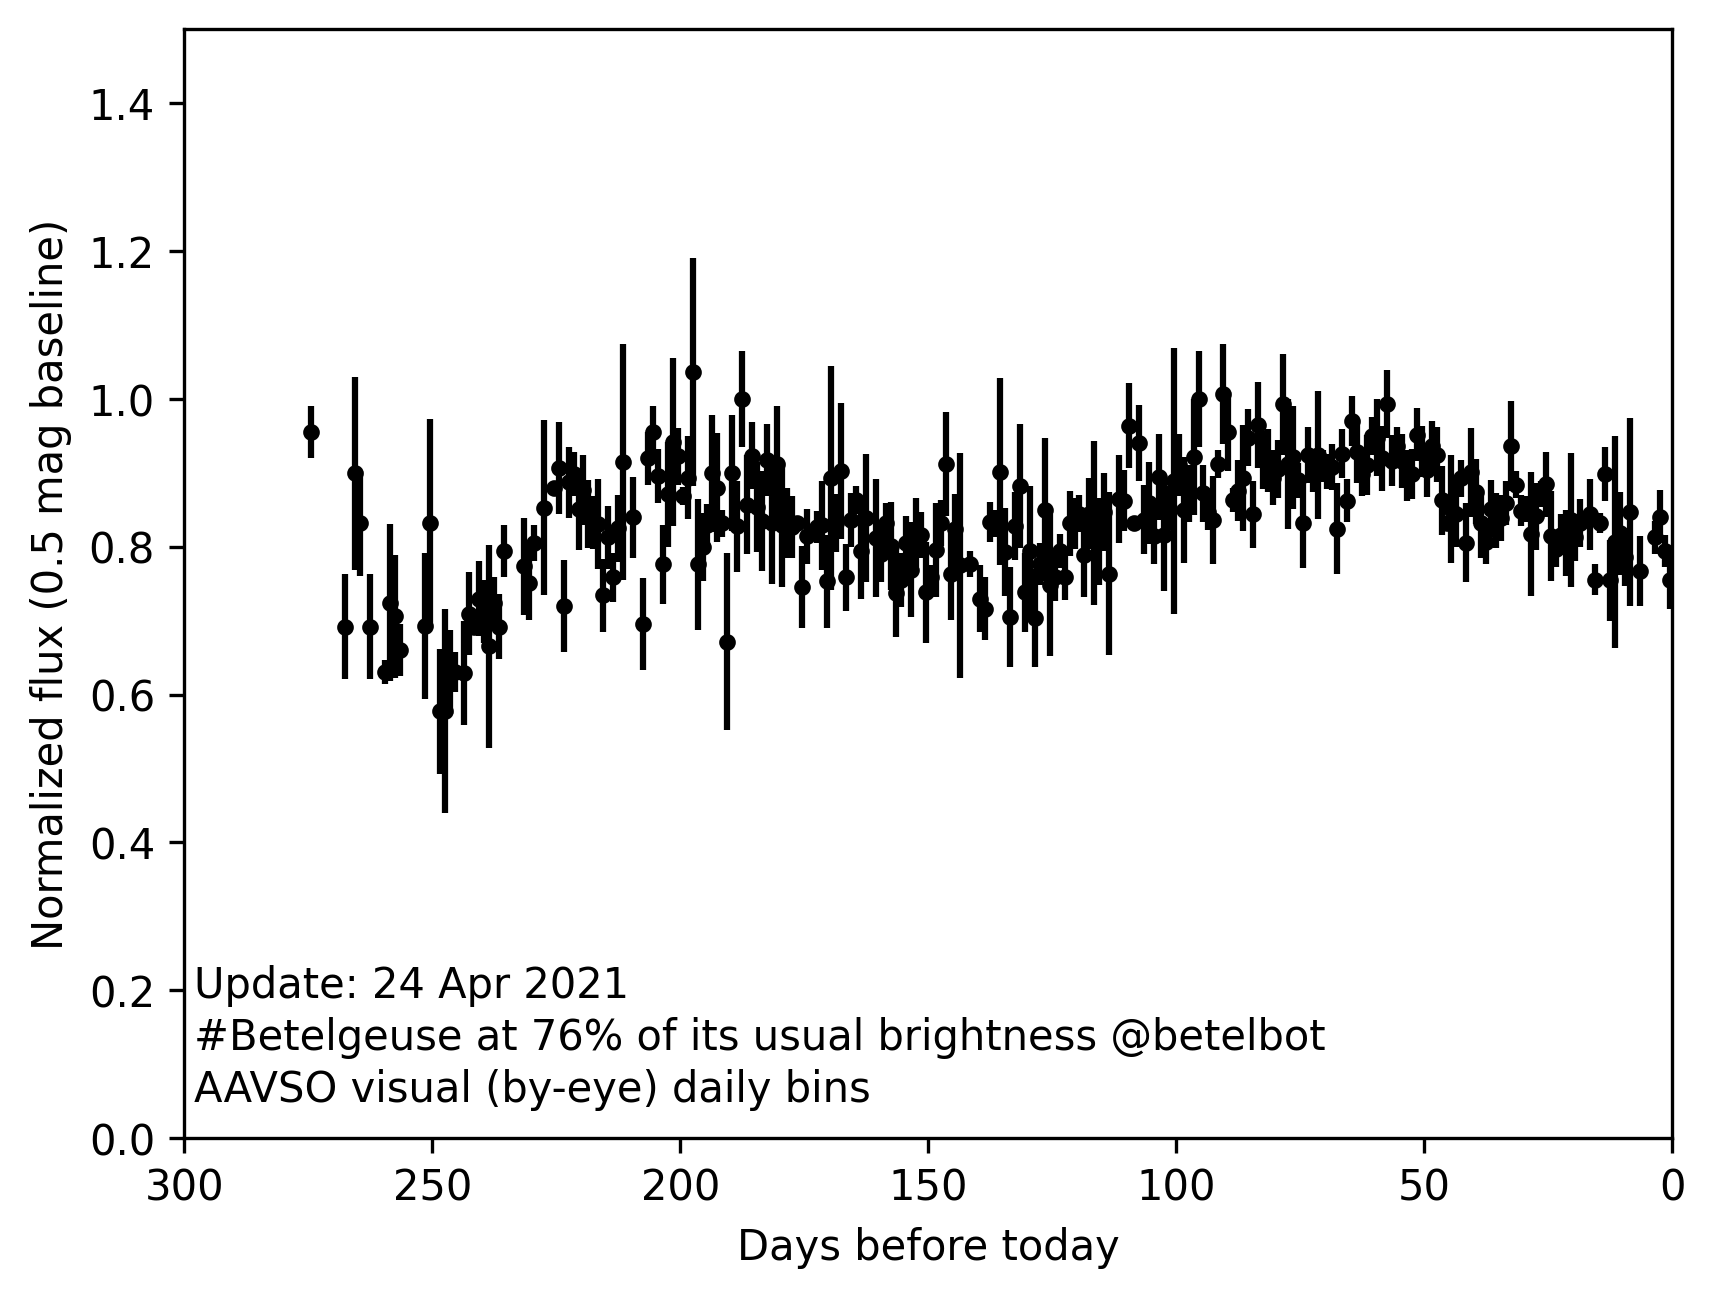 Normalized flux (0.5 mag baseline)
1.4
1.2
1.0
0.8
0.6
0.4
0.2
0.0
Update: 24 Apr 2021
#Betelgeuse at 76% of its usual brightness @betelbot
AAVSO visual (by-eye) daily bins
300 250 200 150 100 50 0
Days before today